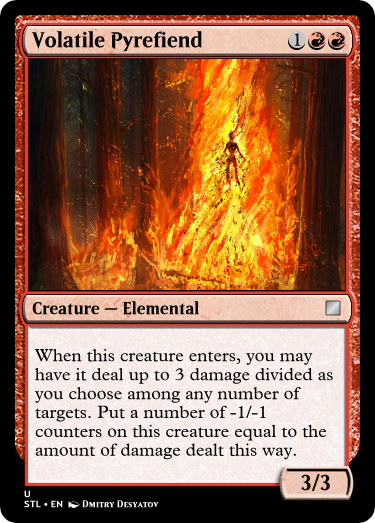 Volatile Pyrefiend 1
Creature — Elemental
When this creature enters, you may
have it deal up to 3 damage divided as
you choose among any number of
targets. Put a number of -1/-1
counters on this creature equal to the
amount of damage dealt this way.
3/3
U
STL • EN Dmitry Desyatov